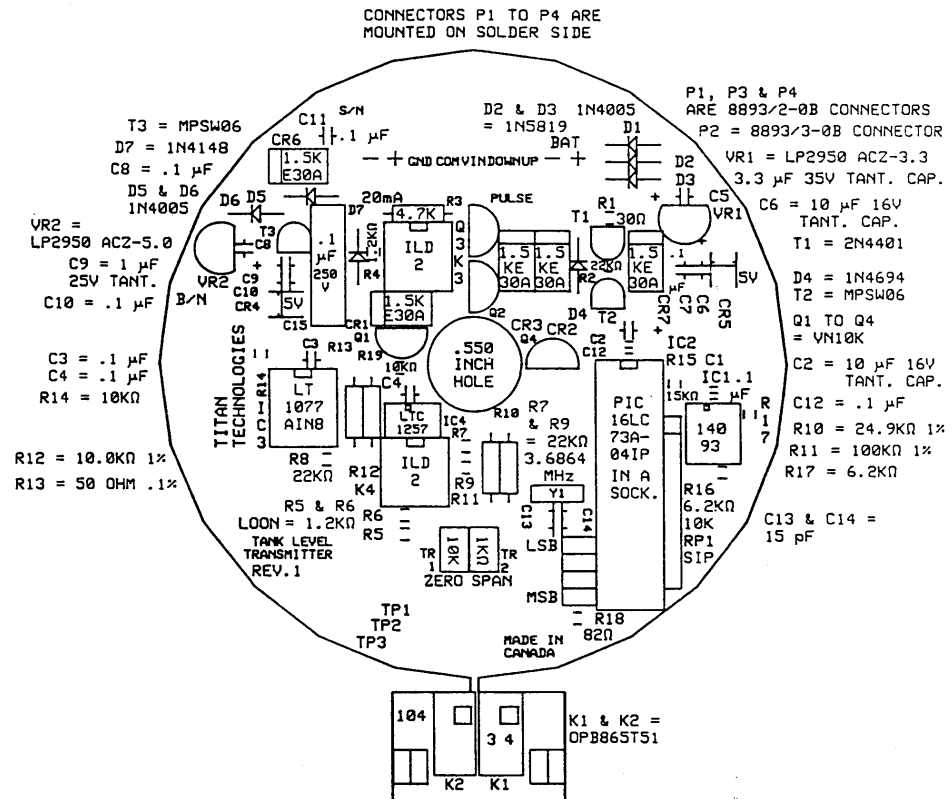 CONNECTORS P1 TO P4 ARE
MOUNTED ON SOLDER SIDE
P1, P3 & P4
ARE 8893/2-0B CONNECTORS
P2 = 8893/3-0B CONNECTOR
VR1 = LP2950 ACZ-3.3
3.3 µF 35V TANT. CAP.
C6 = 10 µF 16V
TANT. CAP.
T1 = 2N4401
D4 = 1N4694
T2 = MPSW06
Q1 TO Q4
= VN10K
C2 = 10 µF 16V
TANT. CAP.
C12 = .1 µF
R10 = 24.9KΩ 1%
R11 = 100KΩ 1%
R17 = 6.2KΩ
C13 & C14 =
15 pF
T3 = MPSW06
D7 = 1N4148
C8 = .1 µF
D5 & D6
1N4005
VR2 =
LP2950 ACZ-5.0
C9 = 1 µF
25V TANT.
C10 = .1 µF
C3 = .1 µF
C4 = .1 µF
R14 = 10KΩ
R12 = 10.0KΩ 1%
R13 = 50 OHM .1%
S/N
C11
.1 µF
CR6
1.5K
E30A
D2 & D3 1N4005
= 1N5819
BAT
D1
D2
D3
- + GND COM VIN DOWN UP - +
20mA
R3
4.7K
PULSE
D6
D5
D7
T3
C8
VR2
B/N
C9
C10
CR4
5V
C15
.1
µF
250
V
2KΩ
R4
ILD
2
Q
3
K
3
1.5
KE
30A
1.5
KE
30A
T1
R1
30Ω
22KΩ
R2
D4
T2
1.5
KE
30A
C5
VR1
.1
µF
5V
CR7
C7
C6
CR5
1.5K
E30A
CR1
Q1
R13
R19
10KΩ
C4
Q2
.550
INCH
HOLE
CR3
Q4
CR2
C2
C12
IC2
R15
C1
15KΩ
IC1
.1
µF
140
93
R
17
TITAN
TECHNOLOGIES
C3
R14
IC3
LT
1077
AIN8
R8
22KΩ
R12
K4
LTC
1257
IC4
ILD
2
R7
R9
R11
R10
R7
& R9
= 22KΩ
3.6864
MHz
Y1
C13
C14
PIC
16LC
73A-
04IP
IN A
SOCK.
R16
6.2KΩ
10K
RP1
SIP
R5 & R6
LOON = 1.2KΩ
R6
R5
TANK LEVEL
TRANSMITTER
REV.1
TR
1
10K
1KΩ
TR
2
ZERO SPAN
LSB
MSB
R18
82Ω
TP1
TP2
TP3
MADE IN
CANADA
104
3 4
K2
K1
K1 & K2 =
OPB865T51